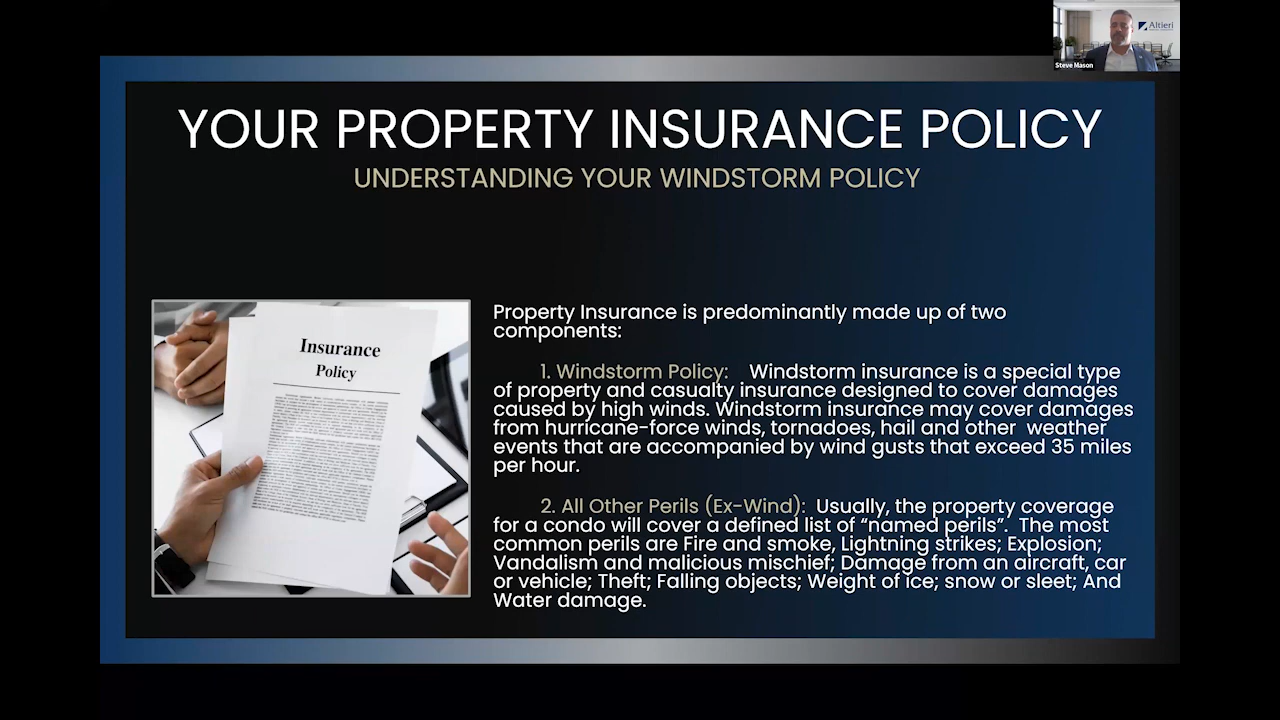 Altieri
Steve Mason
YOUR PROPERTY INSURANCE POLICY
UNDERSTANDING YOUR WINDSTORM POLICY
Insurance
Policy
Property Insurance is predominantly made up of two
components:
1. Windstorm Policy: Windstorm insurance is a special type
of property and casualty insurance designed to cover damages
caused by high winds. Windstorm insurance may cover damages
from hurricane-force winds, tornadoes, hail and other weather
events that are accompanied by wind gusts that exceed 35 miles
per hour.
2. All Other Perils (Ex-Wind): Usually, the property coverage
for a condo will cover a defined list of “named perils”. The most
common perils are Fire and smoke, Lightning strikes; Explosion;
Vandalism and malicious mischief; Damage from an aircraft, car
or vehicle; Theft; Falling objects; Weight of ice; snow or sleet; And
Water damage.